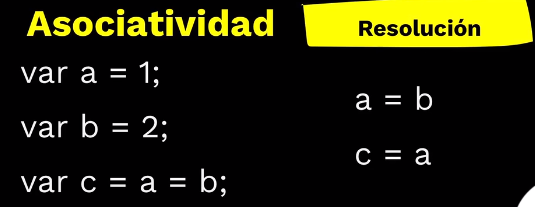 Asociatividad
Resolución
var a = 1;
a = b
var b = 2;
c = a
var c = a = b;